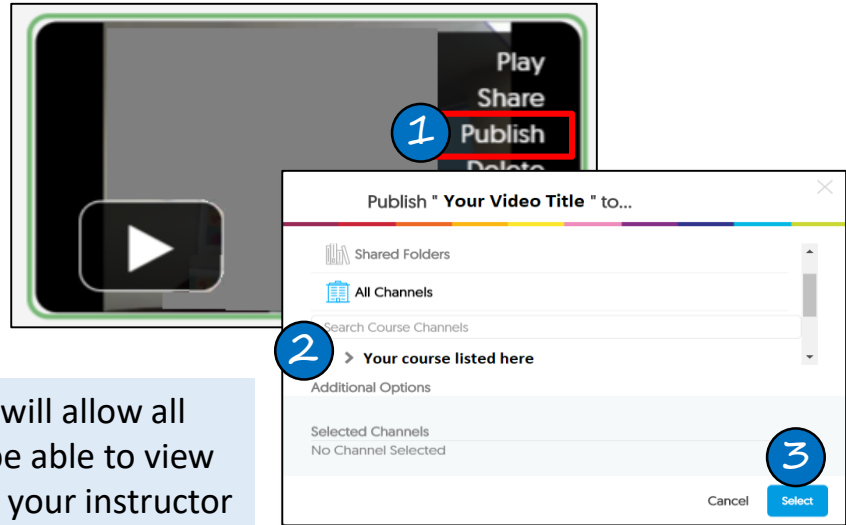 Play
Share
1 Publish
Delete
Publish " Your Video Title " to...
Shared Folders
All Channels
Search Course Channels
2 > Your course listed here
Additional Options
Selected Channels
No Channel Selected
3
Cancel Select
will allow all
be able to view
your instructor